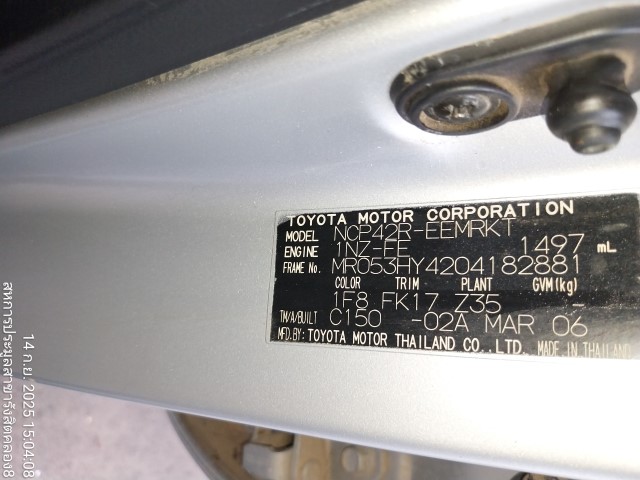 TOYOTA MOTOR CORPORATION
MODEL NCP42R-EEMRKT
ENGINE 1NZ-FE 1497 mL
FRAME No. MR053HY4204182881
COLOR TRIM PLANT GVM(kg)
1F8 FK17 Z35 -
TM/A/BUILT C150 -02A MAR 06
MFD.BY: TOYOTA MOTOR THAILAND CO.,LTD. MADE IN THAILAND
14 ก.ย. 2025 15:04:08